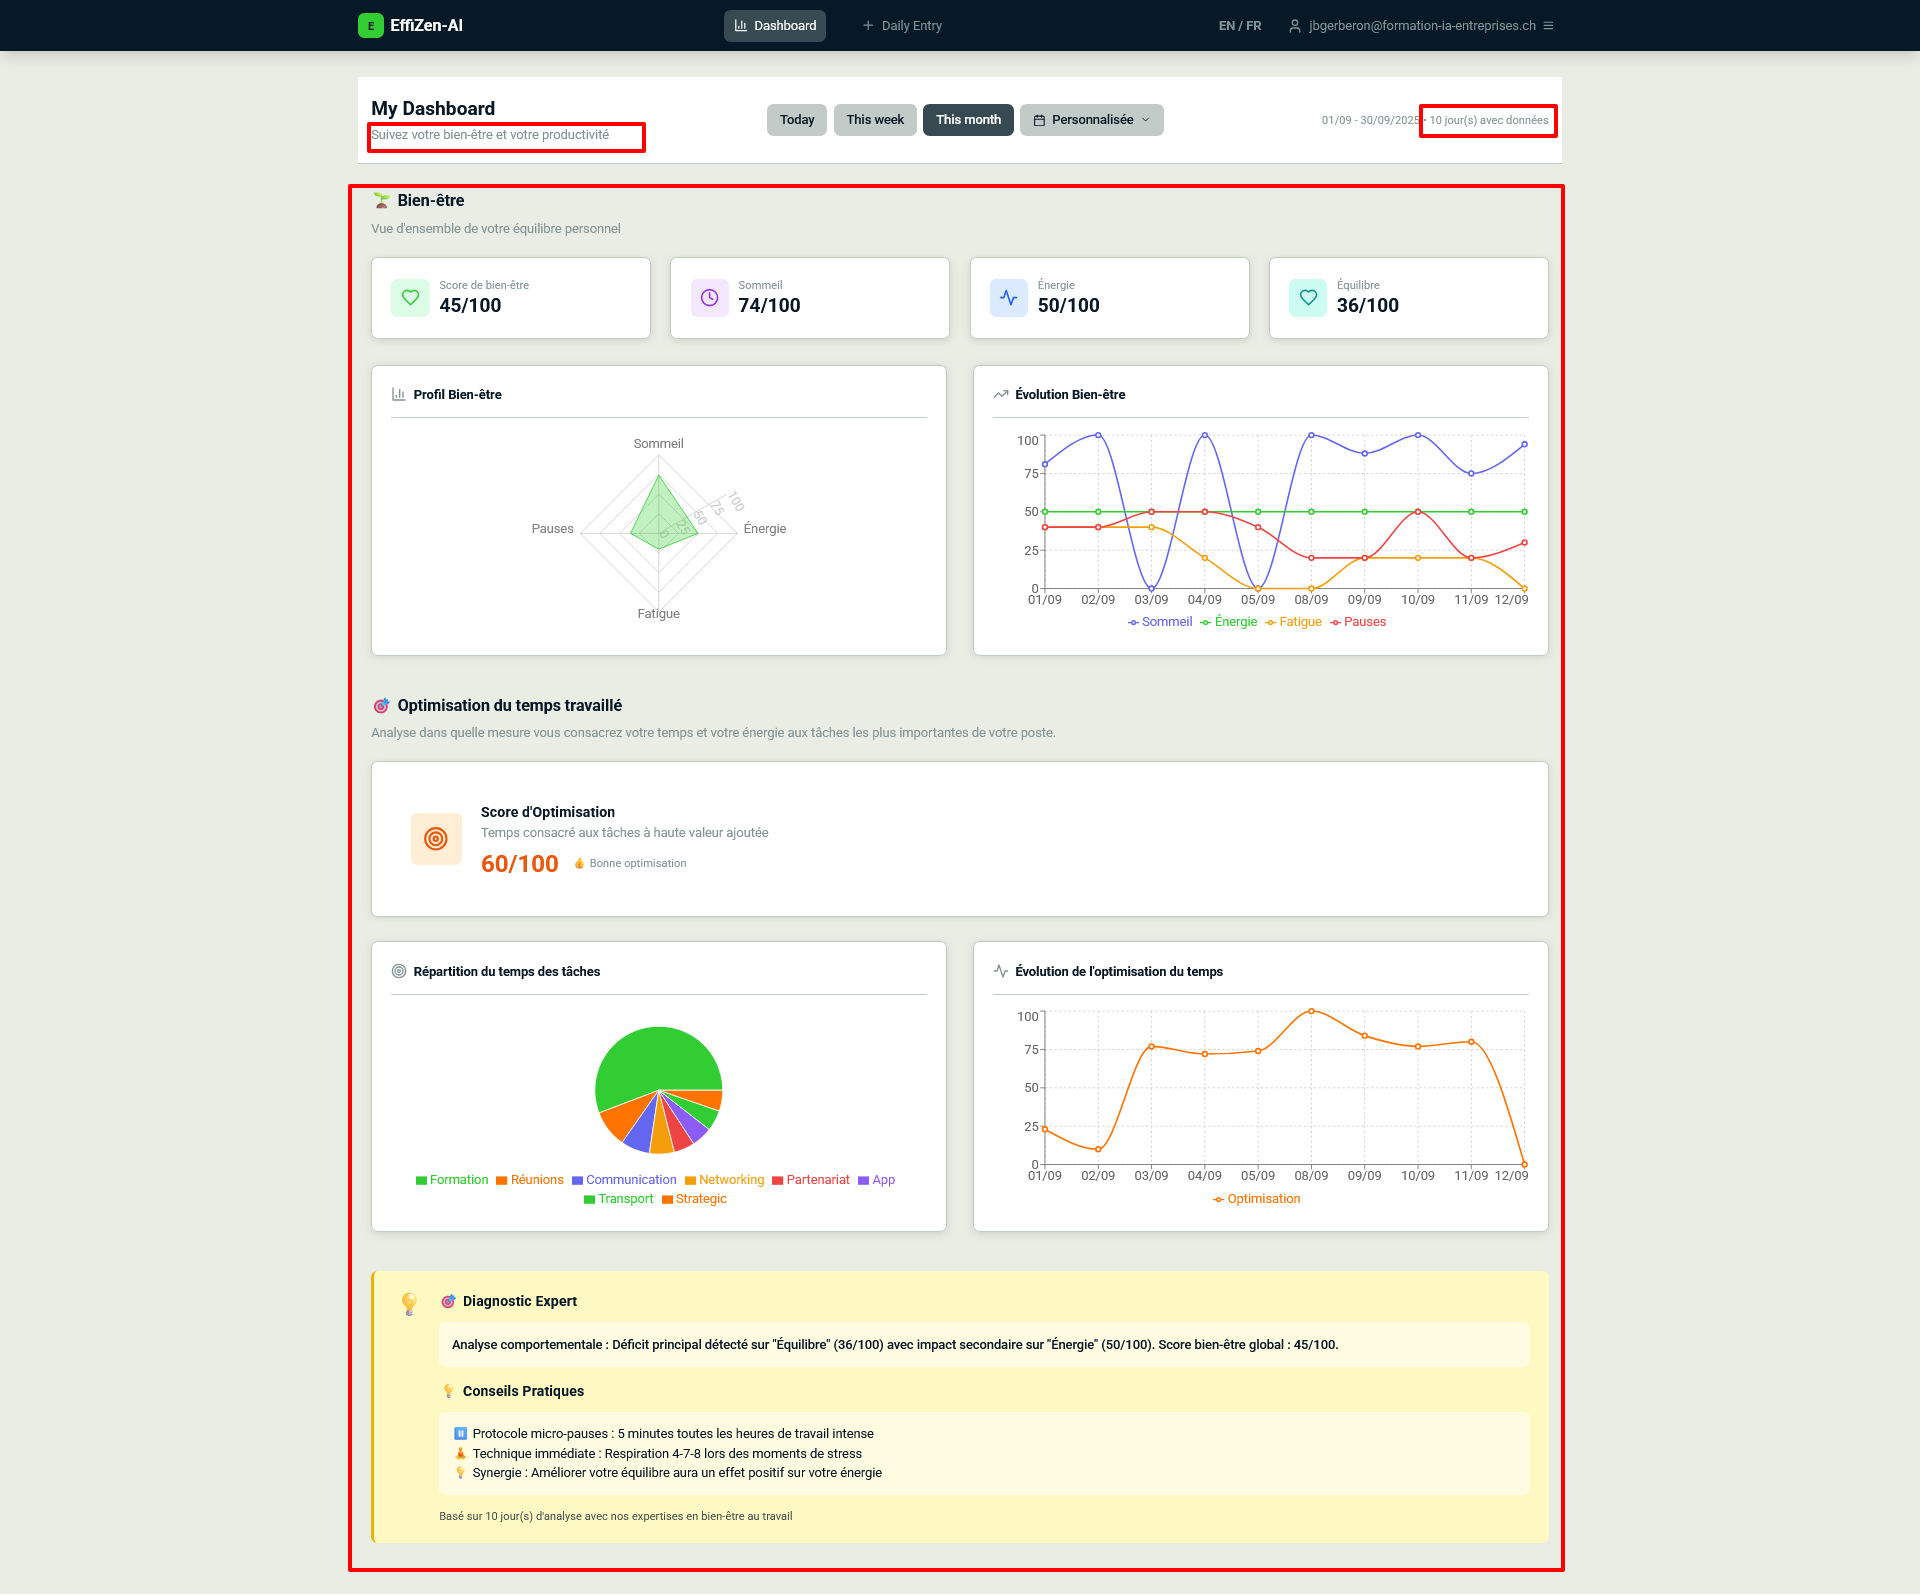 E EffiZen-AI Dashboard Daily Entry EN / FR jbgerberon@formation-ia-entreprises.ch
My Dashboard
Suivez votre bien-être et votre productivité
Today This week This month Personnalisée
01/09 - 30/09/2025 • 10 jour(s) avec données
Bien-être
Vue d'ensemble de votre équilibre personnel
Score de bien-être
45/100
Sommeil
74/100
Énergie
50/100
Équilibre
36/100
Profil Bien-être
Sommeil
Pauses
Énergie
Fatigue
0 25 50 75 100
Évolution Bien-être
100
75
50
25
0
01/09 02/09 03/09 04/09 05/09 08/09 09/09 10/09 11/09 12/09
Sommeil Énergie Fatigue Pauses
Optimisation du temps travaillé
Analyse dans quelle mesure vous consacrez votre temps et votre énergie aux tâches les plus importantes de votre poste.
Score d'Optimisation
Temps consacré aux tâches à haute valeur ajoutée
60/100 👍 Bonne optimisation
Répartition du temps des tâches
Formation Réunions Communication Networking Partenariat App
Transport Strategic
Évolution de l'optimisation du temps
100
75
50
25
0
01/09 02/09 03/09 04/09 05/09 08/09 09/09 10/09 11/09 12/09
Optimisation
Diagnostic Expert
Analyse comportementale : Déficit principal détecté sur "Équilibre" (36/100) avec impact secondaire sur "Énergie" (50/100). Score bien-être global : 45/100.
Conseils Pratiques
Protocole micro-pauses : 5 minutes toutes les heures de travail intense
Technique immédiate : Respiration 4-7-8 lors des moments de stress
Synergie : Améliorer votre équilibre aura un effet positif sur votre énergie
Basé sur 10 jour(s) d'analyse avec nos expertises en bien-être au travail